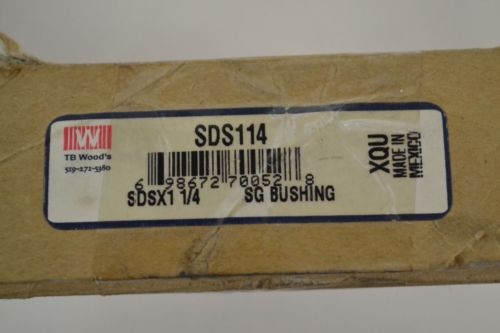 SDS114
TB Wood's
519-271-5380
6 98672 70052 8
SDSX1 1/4 SG BUSHING
XQU
MADE IN
MEXICO